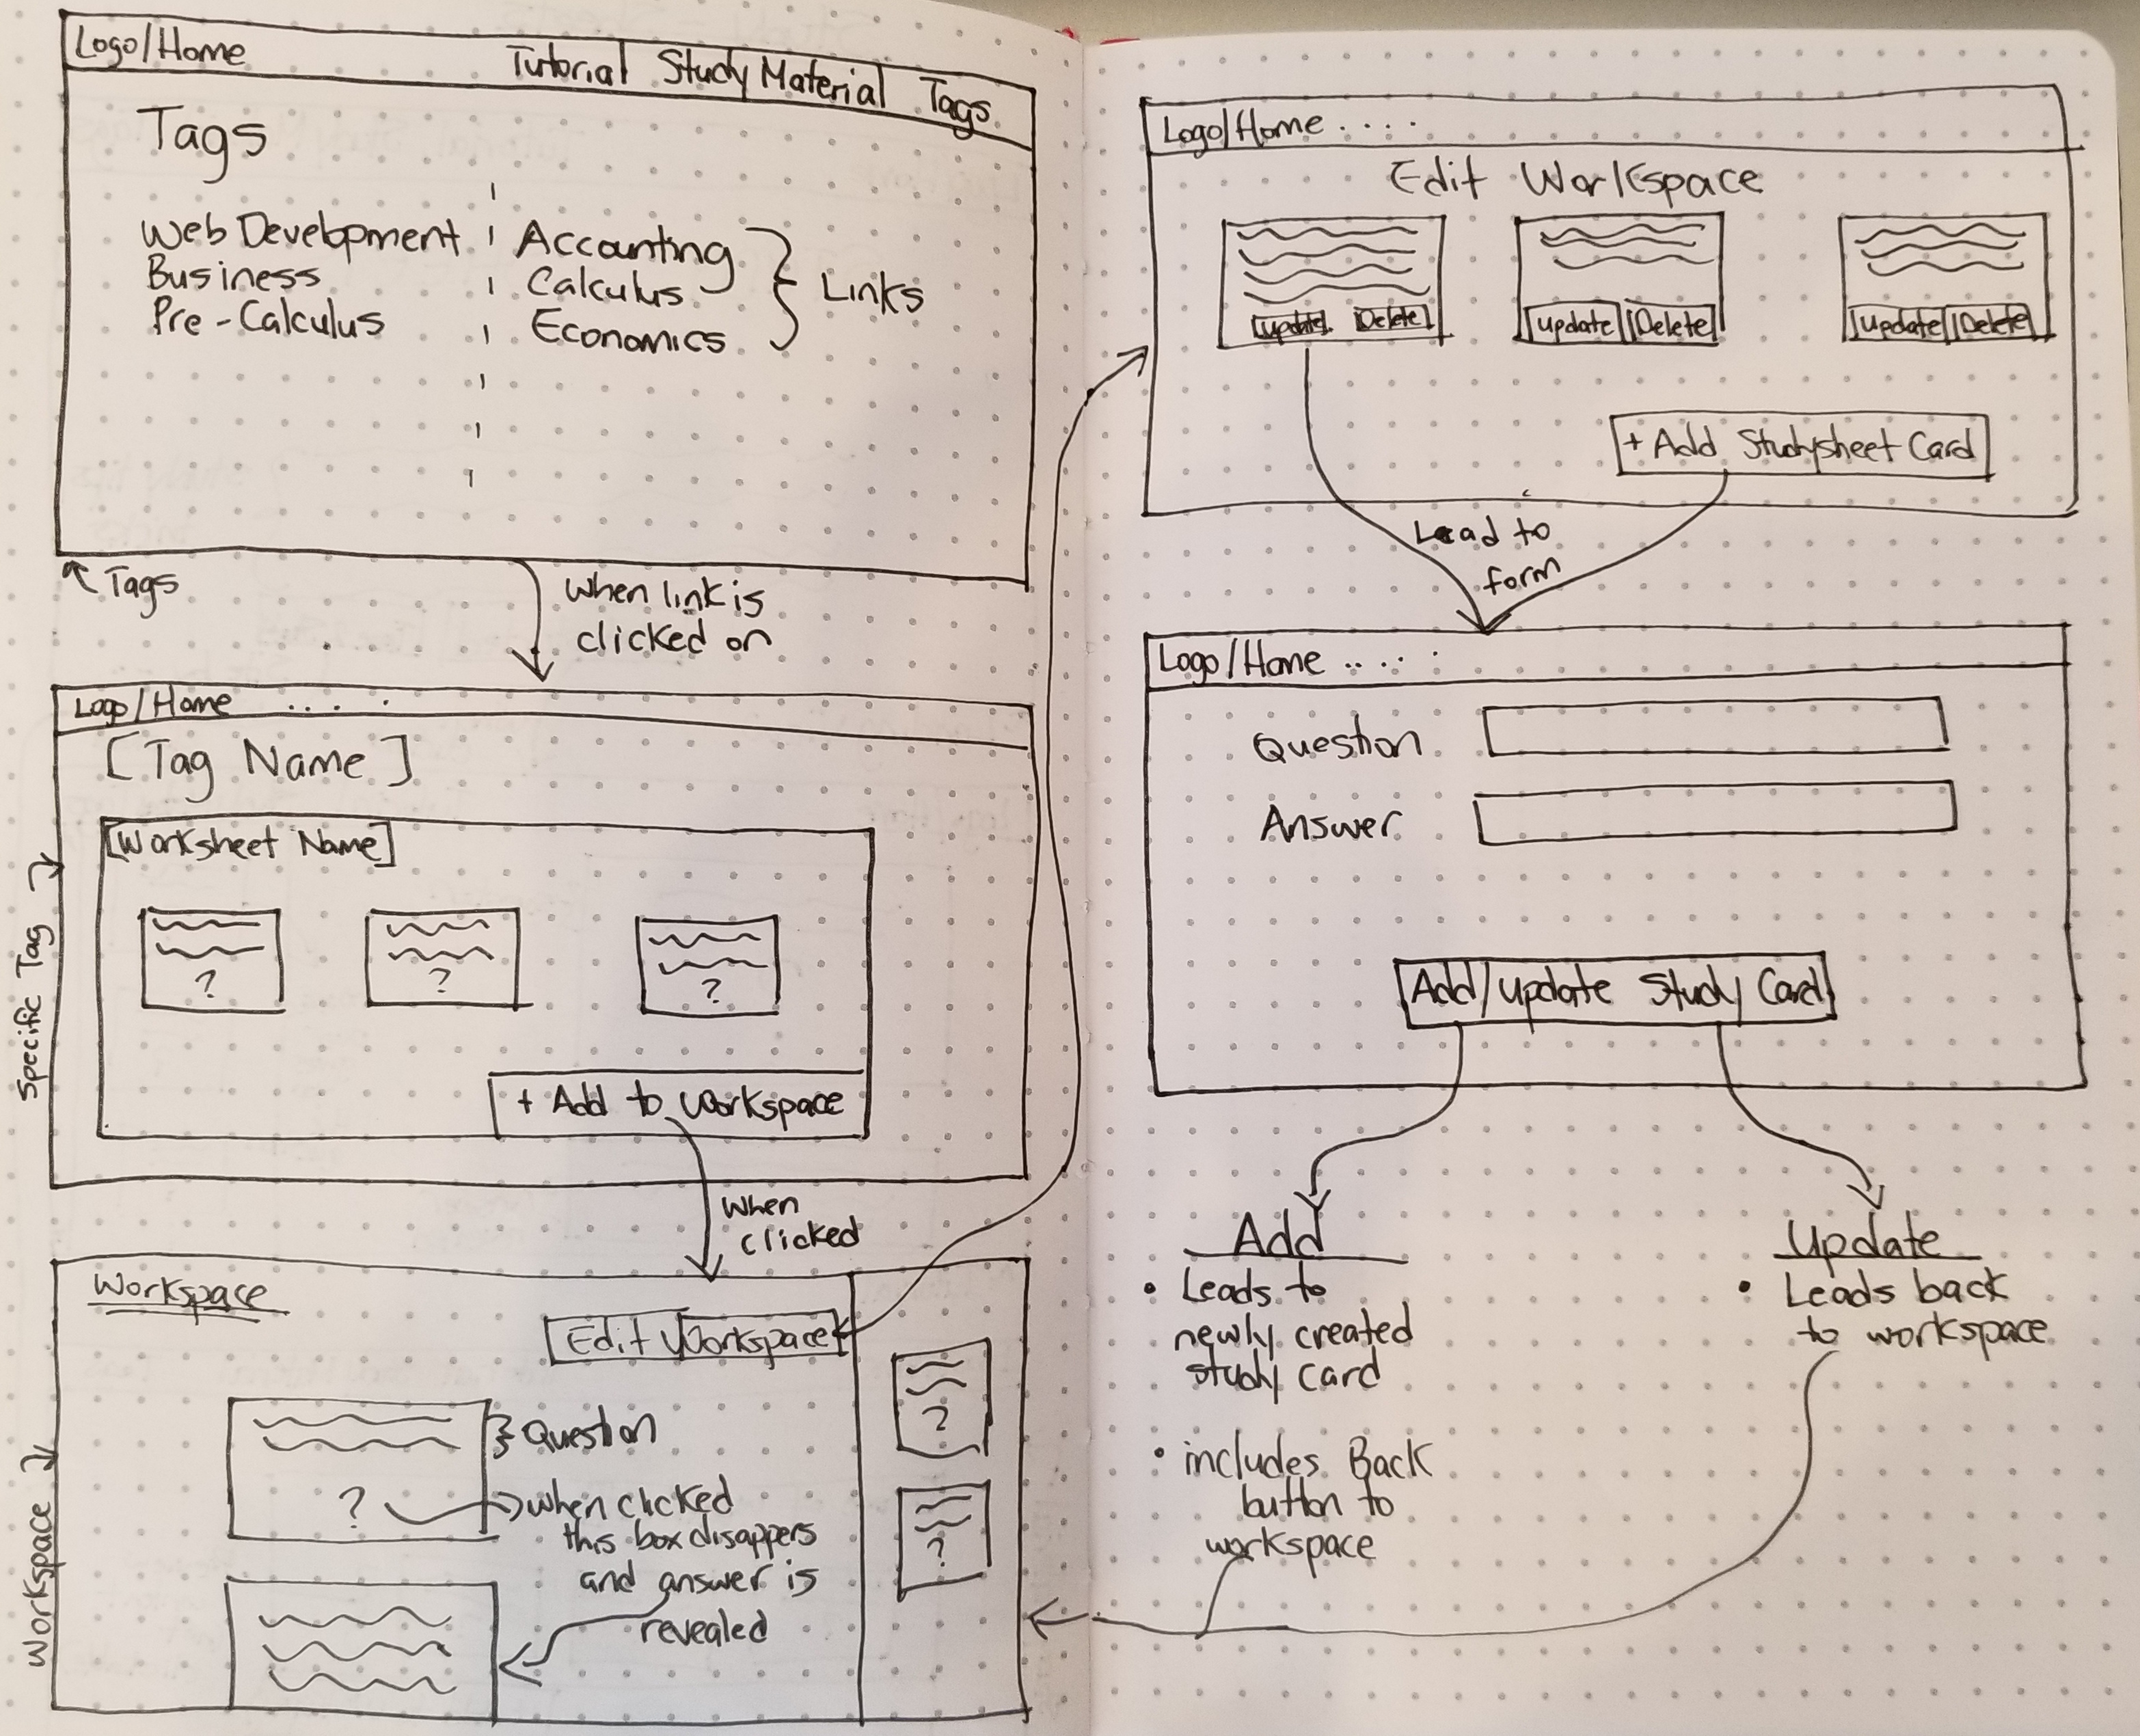 Logo/Home Tutorial Study Material Tags
Tags
Web Development Accounting
Business Calculus
Pre-Calculus Economics
Links
Tags
When link is
clicked on
Logo/Home ....
[Tag Name]
[Worksheet Name]
?
?
?
+ Add to Workspace
Specific Tag
When
clicked
Workspace
Edit Workspace
Question
?
when clicked
this box disappers
and answer is
revealed
?
?
Workspace
Logo/Home ....
Edit Workspace
Update Delete
Update Delete
Update Delete
+ Add Studysheet Card
Lead to
form
Logo/Home ....
Question
Answer
Add/Update Study Card
Add
• Leads to
newly created
study card
• includes Back
button to
workspace
Update
• Leads back
to workspace